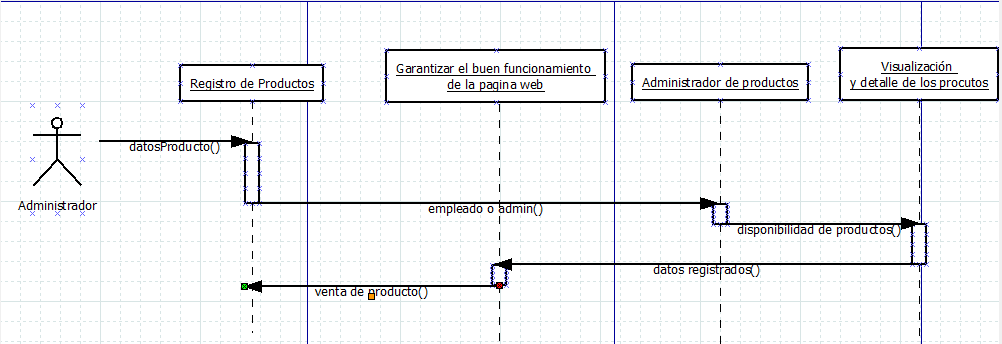 Registro de Productos
Garantizar el buen funcionamiento
de la pagina web
Administrador de productos
Visualización
y detalle de los procutos
Administrador
datosProducto()
empleado o admin()
disponibilidad de productos()
datos registrados()
venta de producto()